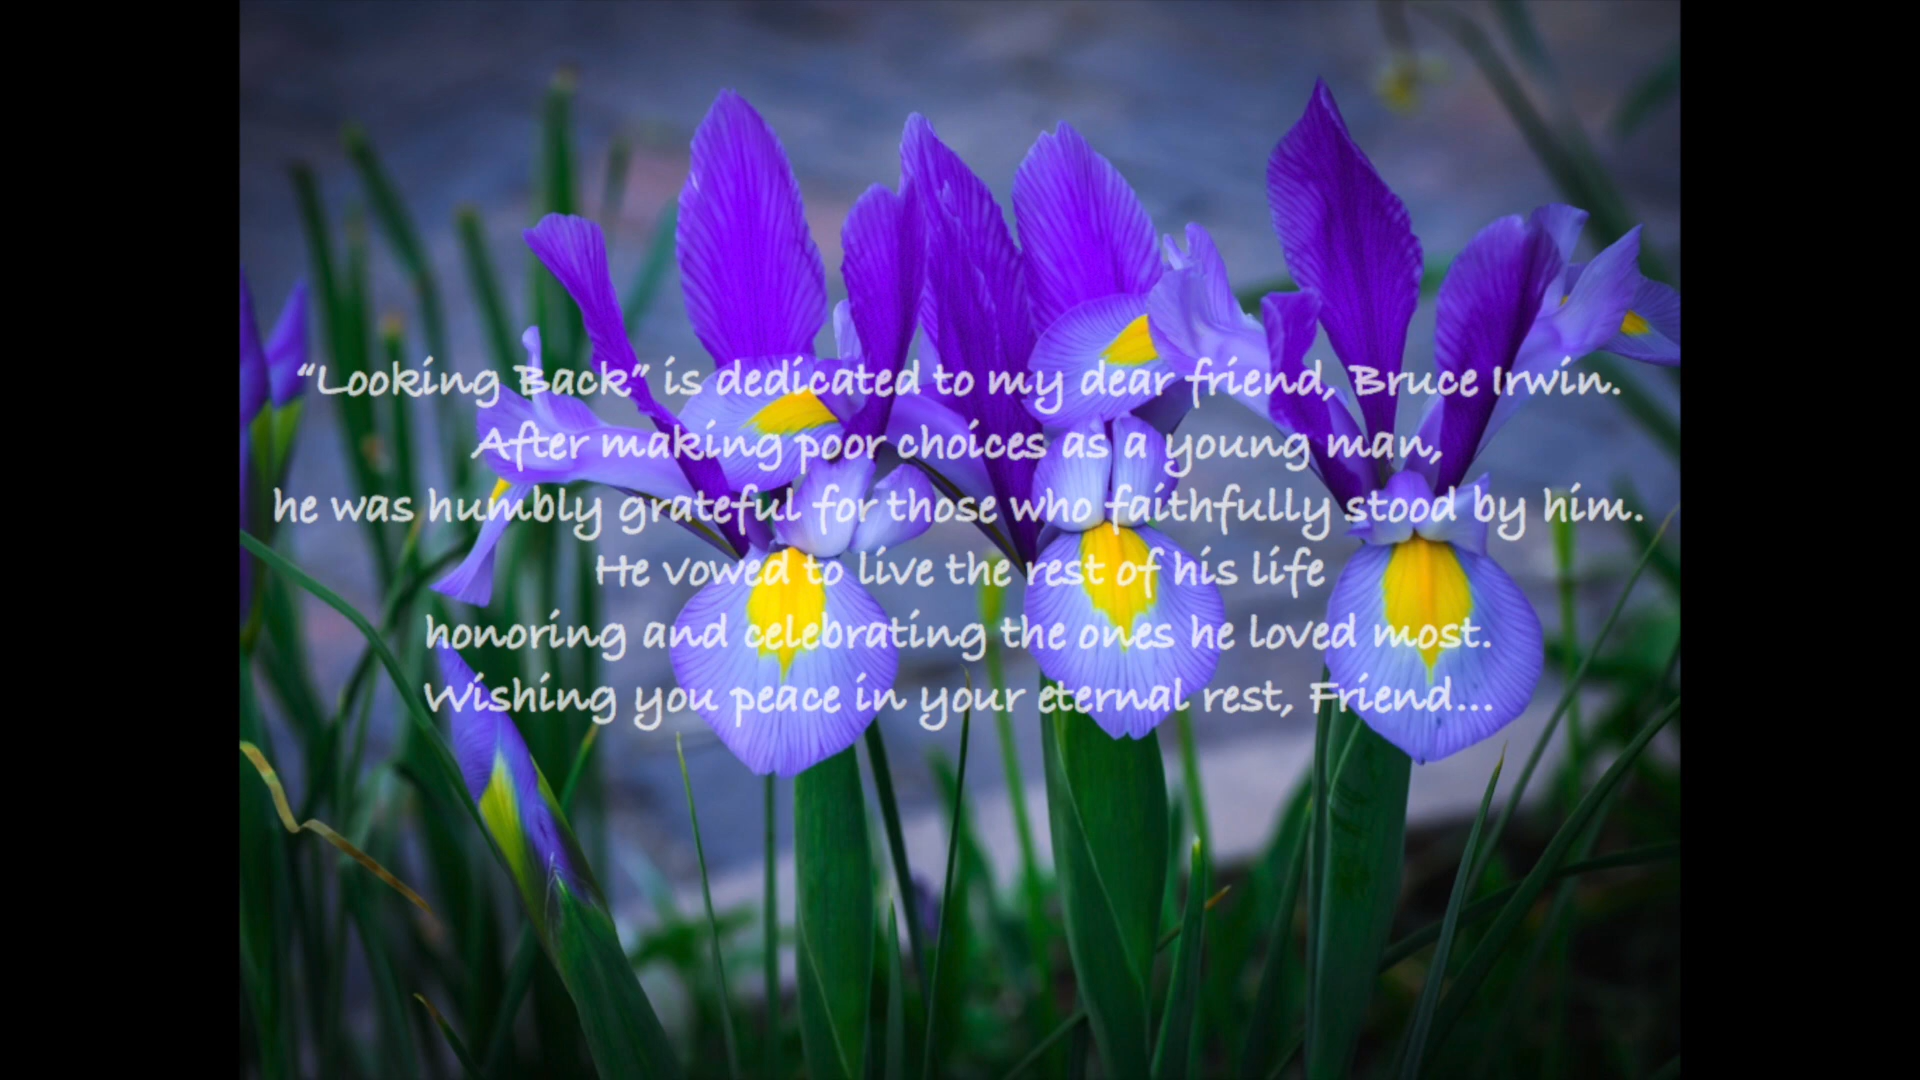 “Looking Back” is dedicated to my dear friend, Bruce Irwin.
After making poor choices as a young man,
he was humbly grateful for those who faithfully stood by him.
He vowed to live the rest of his life
honoring and celebrating the ones he loved most.
Wishing you peace in your eternal rest, Friend...